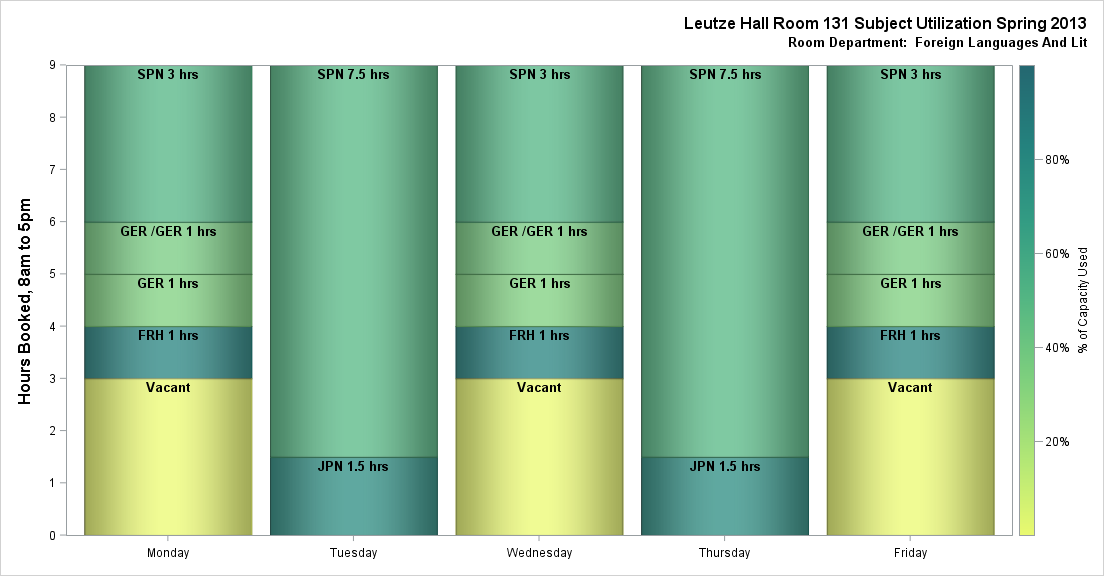 Leutze Hall Room 131 Subject Utilization Spring 2013
Room Department:  Foreign Languages And Lit
Hours Booked, 8am to 5pm
9
8
7
6
5
4
3
2
1
0
SPN 3 hrs
GER /GER 1 hrs
GER 1 hrs
FRH 1 hrs
Vacant
SPN 7.5 hrs
JPN 1.5 hrs
SPN 3 hrs
GER /GER 1 hrs
GER 1 hrs
FRH 1 hrs
Vacant
SPN 7.5 hrs
JPN 1.5 hrs
SPN 3 hrs
GER /GER 1 hrs
GER 1 hrs
FRH 1 hrs
Vacant
Monday
Tuesday
Wednesday
Thursday
Friday
80%
60%
40%
20%
% of Capacity Used